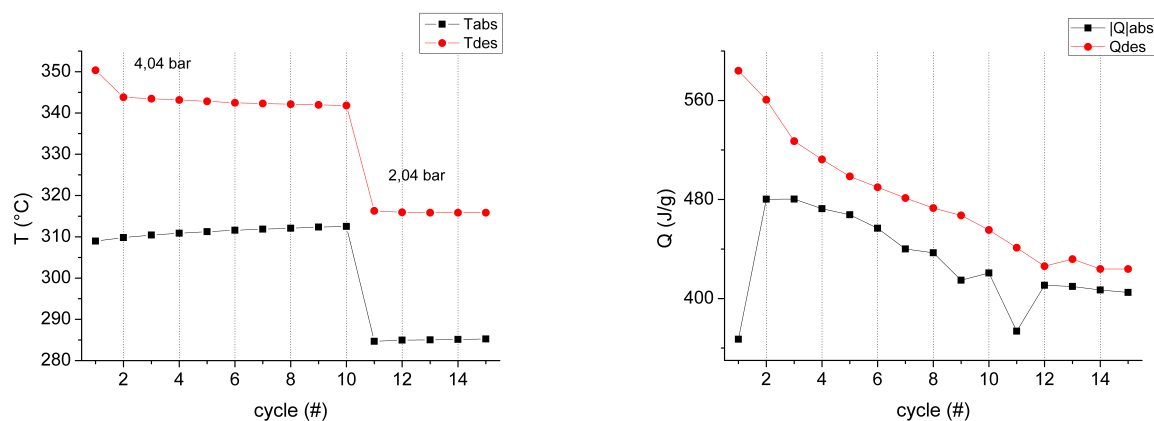 Tabs
Tdes
4,04 bar
2,04 bar
T (°C)
350
340
330
320
310
300
290
280
2 4 6 8 10 12 14
cycle (#)
|Q|abs
Qdes
Q (J/g)
560
480
400
2 4 6 8 10 12 14
cycle (#)